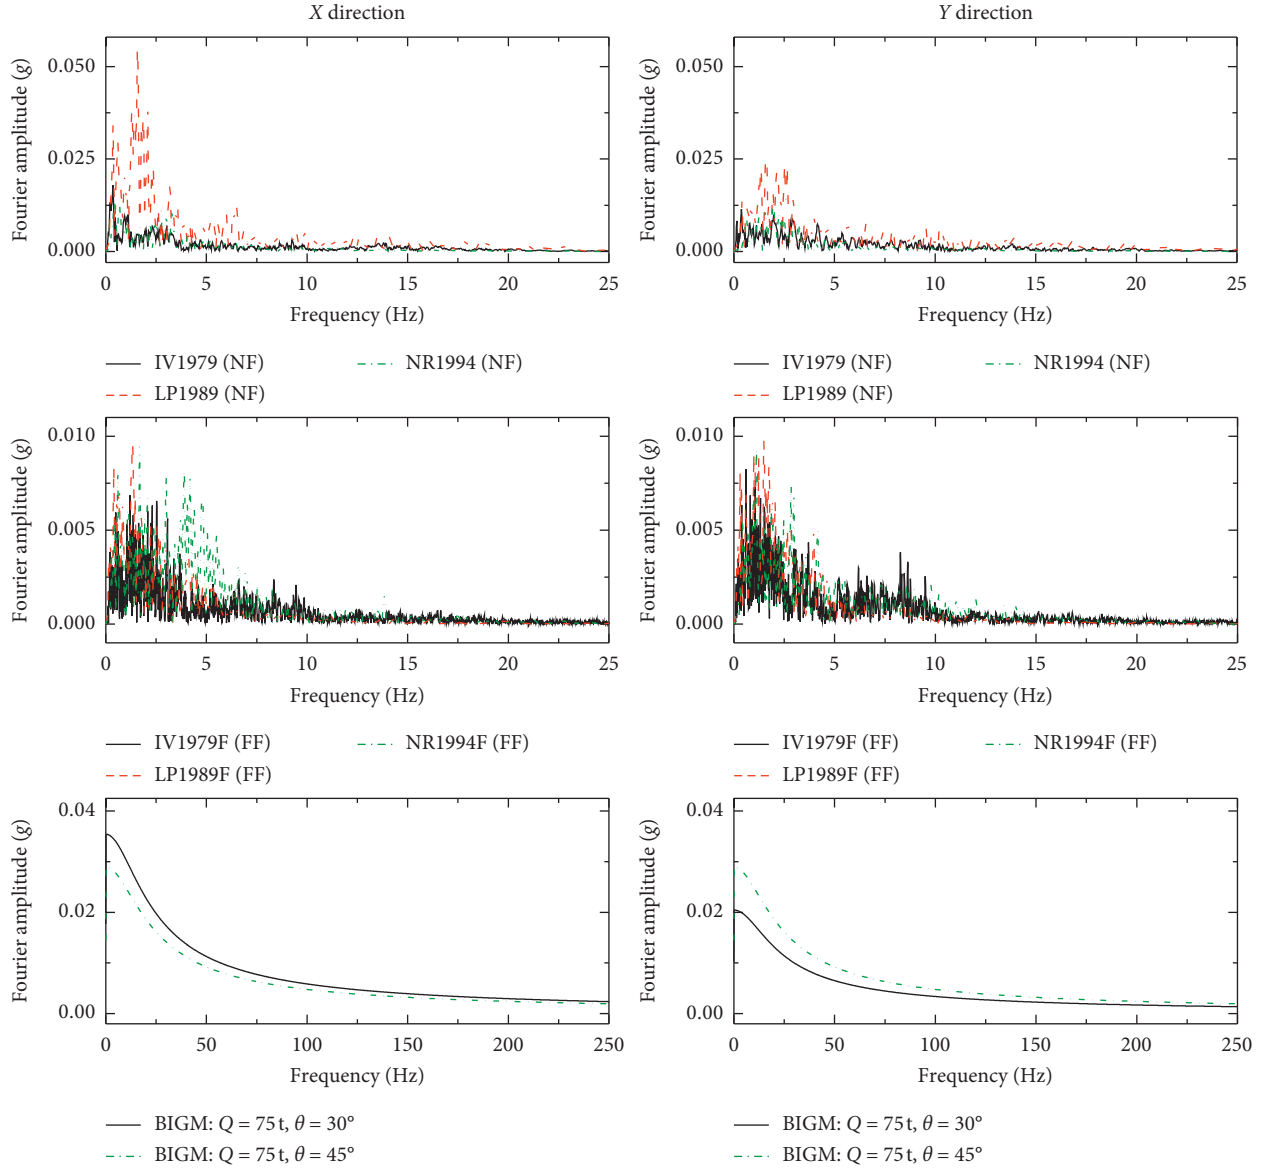 X direction
Fourier amplitude (g)
0.050
0.025
0.000
0 5 10 15 20 25
Frequency (Hz)
IV1979 (NF) NR1994 (NF)
LP1989 (NF)
Y direction
Fourier amplitude (g)
0.050
0.025
0.000
0 5 10 15 20 25
Frequency (Hz)
IV1979 (NF) NR1994 (NF)
LP1989 (NF)
Fourier amplitude (g)
0.010
0.005
0.000
0 5 10 15 20 25
Frequency (Hz)
IV1979F (FF) NR1994F (FF)
LP1989F (FF)
Fourier amplitude (g)
0.010
0.005
0.000
0 5 10 15 20 25
Frequency (Hz)
IV1979F (FF) NR1994F (FF)
LP1989F (FF)
Fourier amplitude (g)
0.04
0.02
0.00
0 50 100 150 200 250
Frequency (Hz)
BIGM: Q = 75 t, θ = 30°
BIGM: Q = 75 t, θ = 45°
Fourier amplitude (g)
0.04
0.02
0.00
0 50 100 150 200 250
Frequency (Hz)
BIGM: Q = 75 t, θ = 30°
BIGM: Q = 75 t, θ = 45°